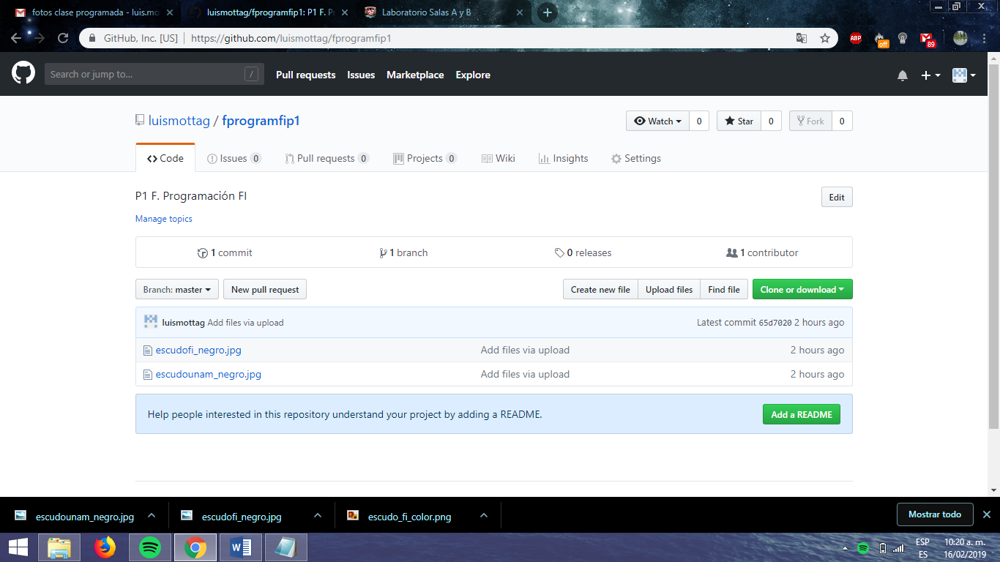 fotos clase programada - luis.mo
luismottag/fprogramfip1: P1 F. Pr
Laboratorio Salas A y B
GitHub, Inc. [US] https://github.com/luismottag/fprogramfip1
ABP
off
89
Search or jump to... /
Pull requests Issues Marketplace Explore
luismottag / fprogramfip1
Watch 0 Star 0 Fork 0
Code Issues 0 Pull requests 0 Projects 0 Wiki Insights Settings
P1 F. Programación FI
Edit
Manage topics
1 commit 1 branch 0 releases 1 contributor
Branch: master New pull request Create new file Upload files Find file Clone or download
luismottag Add files via upload Latest commit 65d7020 2 hours ago
escudofi_negro.jpg Add files via upload 2 hours ago
escudounam_negro.jpg Add files via upload 2 hours ago
Help people interested in this repository understand your project by adding a README. Add a README
escudounam_negro.jpg escudofi_negro.jpg escudo_fi_color.png Mostrar todo
ESP 10:20 a. m.
ES 16/02/2019